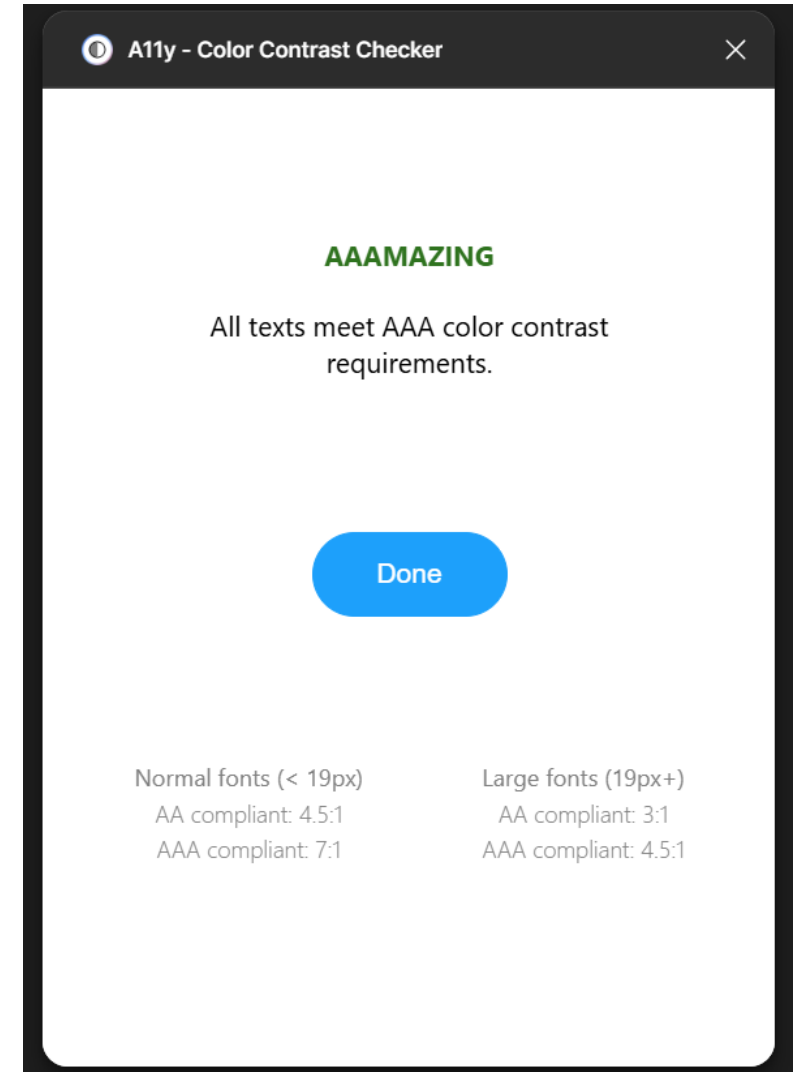 A11y - Color Contrast Checker
AAAMAZING
All texts meet AAA color contrast
requirements.
Done
Normal fonts (< 19px)
AA compliant: 4.5:1
AAA compliant: 7:1
Large fonts (19px+)
AA compliant: 3:1
AAA compliant: 4.5:1